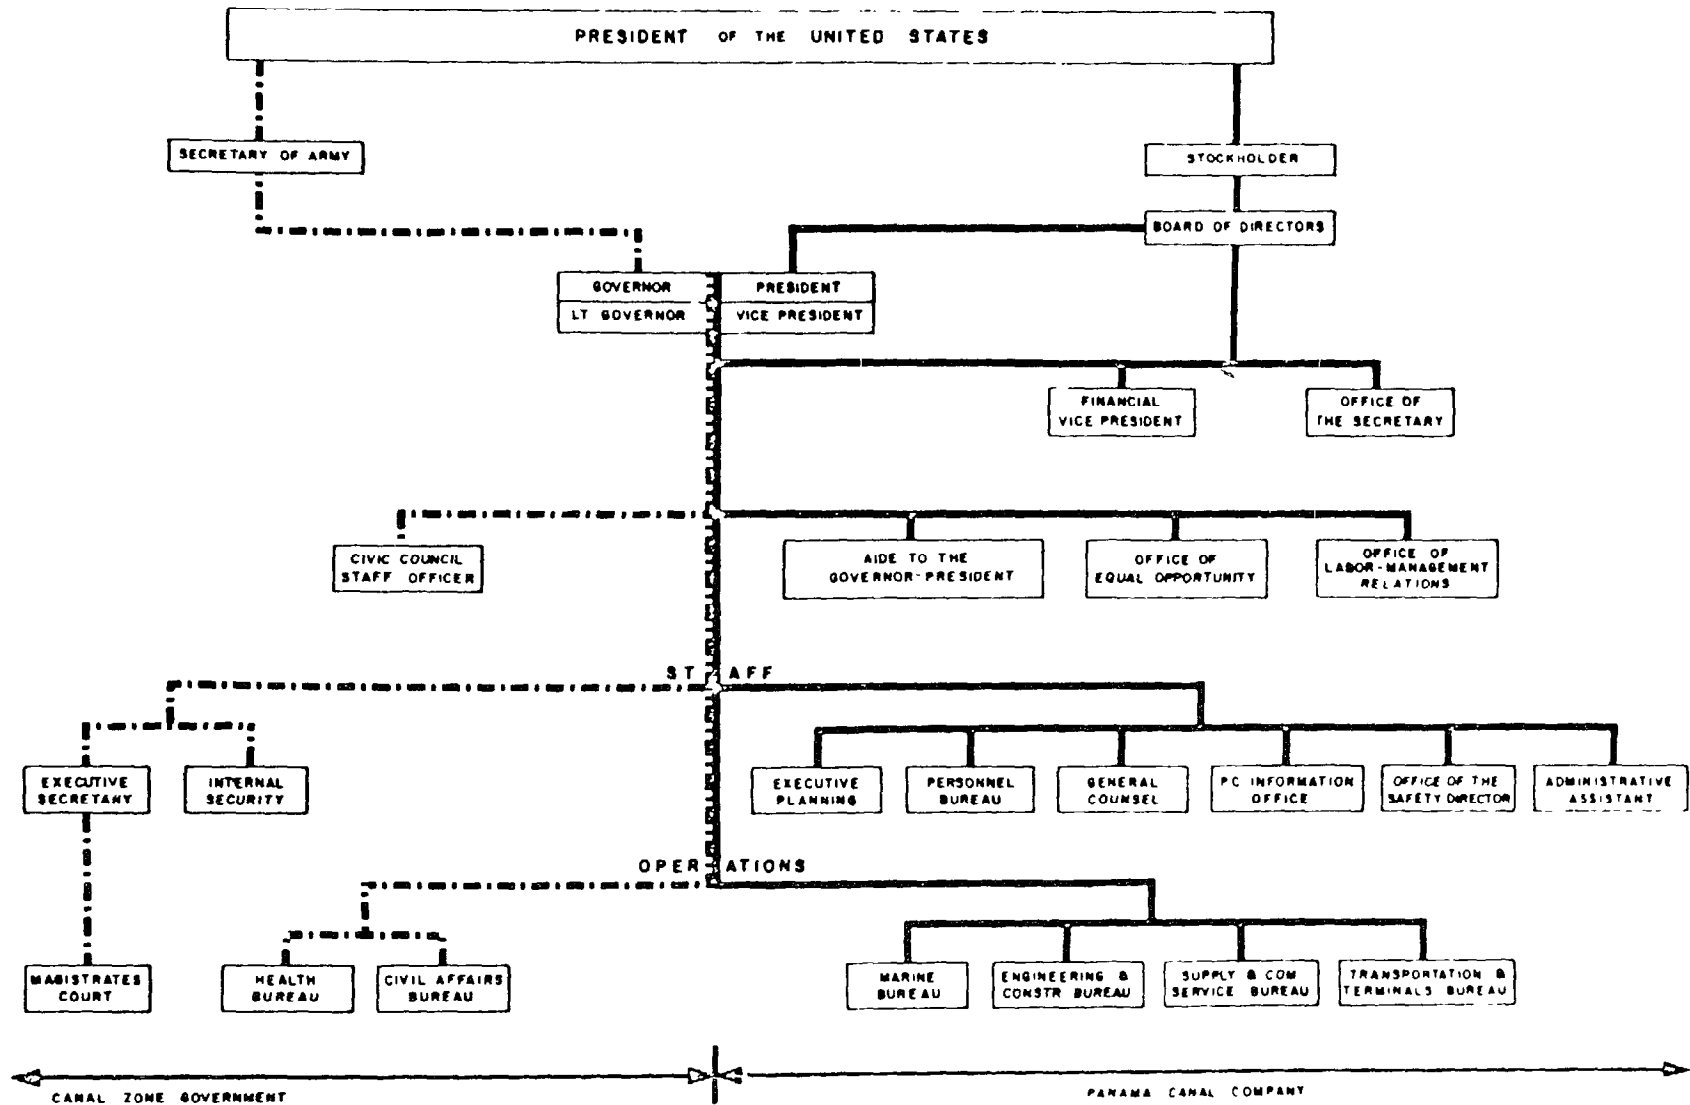 PRESIDENT OF THE UNITED STATES
SECRETARY OF ARMY
STOCKHOLDER
BOARD OF DIRECTORS
GOVERNOR
PRESIDENT
LT GOVERNOR
VICE PRESIDENT
FINANCIAL
VICE PRESIDENT
OFFICE OF
THE SECRETARY
CIVIC COUNCIL
STAFF OFFICER
AIDE TO THE
GOVERNOR-PRESIDENT
OFFICE OF
EQUAL OPPORTUNITY
OFFICE OF
LABOR-MANAGEMENT
RELATIONS
STAFF
EXECUTIVE
SECRETARY
INTERNAL
SECURITY
EXECUTIVE
PLANNING
PERSONNEL
BUREAU
GENERAL
COUNSEL
PC INFORMATION
OFFICE
OFFICE OF THE
SAFETY DIRECTOR
ADMINISTRATIVE
ASSISTANT
OPERATIONS
MAGISTRATES
COURT
HEALTH
BUREAU
CIVIL AFFAIRS
BUREAU
MARINE
BUREAU
ENGINEERING &
CONSTR BUREAU
SUPPLY & COM
SERVICE BUREAU
TRANSPORTATION &
TERMINALS BUREAU
CANAL ZONE GOVERNMENT
PANAMA CANAL COMPANY